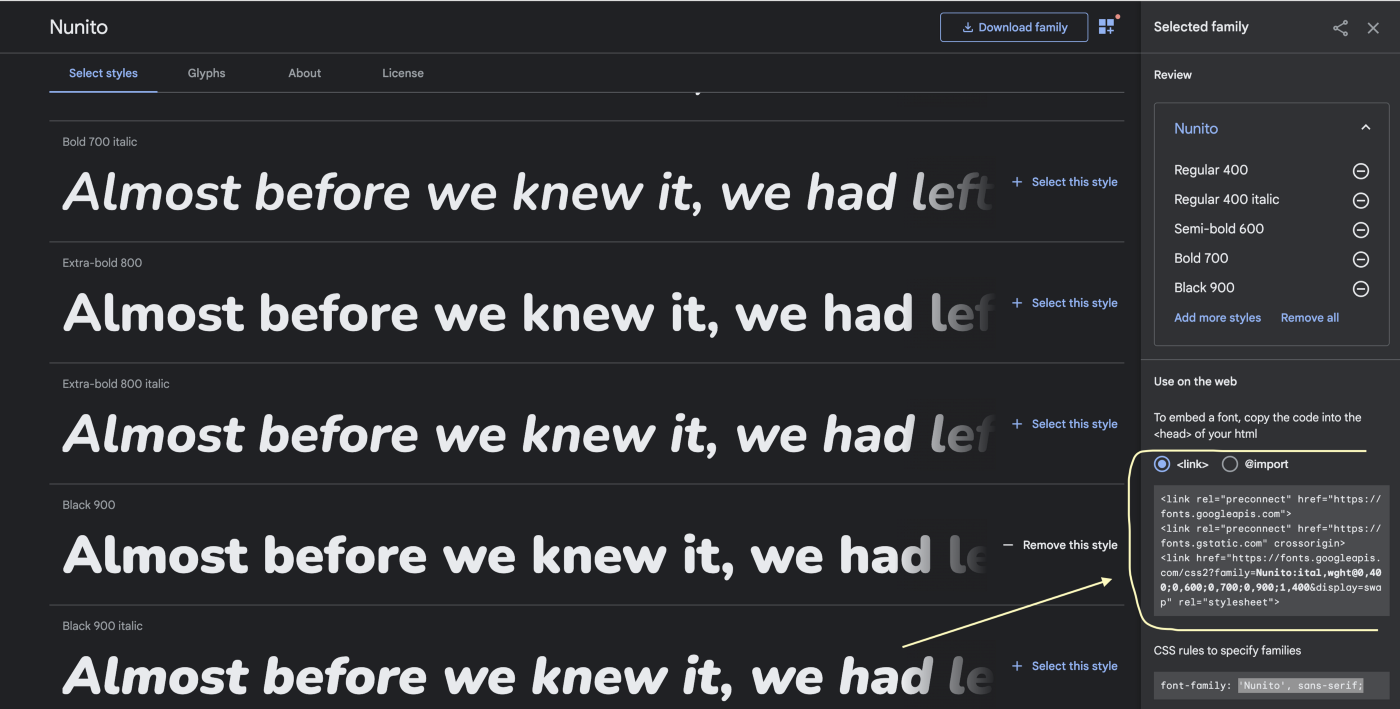 Nunito
Download family
Select styles
Glyphs
About
License
Bold 700 italic
Almost before we knew it, we had left
+ Select this style
Extra-bold 800
Almost before we knew it, we had lef
+ Select this style
Extra-bold 800 italic
Almost before we knew it, we had lef
+ Select this style
Black 900
Almost before we knew it, we had le
— Remove this style
Black 900 italic
Almost before we knew it, we had le
+ Select this style
Selected family
Review
Nunito
Regular 400
Regular 400 italic
Semi-bold 600
Bold 700
Black 900
Add more styles
Remove all
Use on the web
To embed a font, copy the code into the
<head> of your html
<link>
@import
<link rel="preconnect" href="https://
fonts.googleapis.com">
<link rel="preconnect" href="https://
fonts.gstatic.com" crossorigin>
<link href="https://fonts.googleapis.
com/css2?family=Nunito:ital,wght@0,40
0;0,600;0,700;0,900;1,400&display=swa
p" rel="stylesheet">
CSS rules to specify families
font-family: 'Nunito', sans-serif;